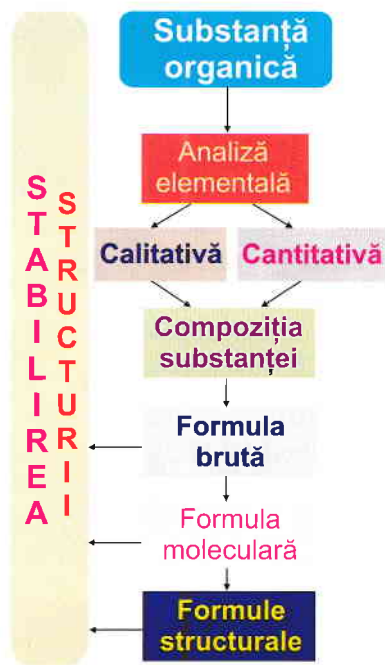 STABILIREA
STRUCTURII
Substanță
organică
Analiză
elementală
Calitativă
Cantitativă
Compoziția
substanței
Formula
brută
Formula
moleculară
Formule
structurale